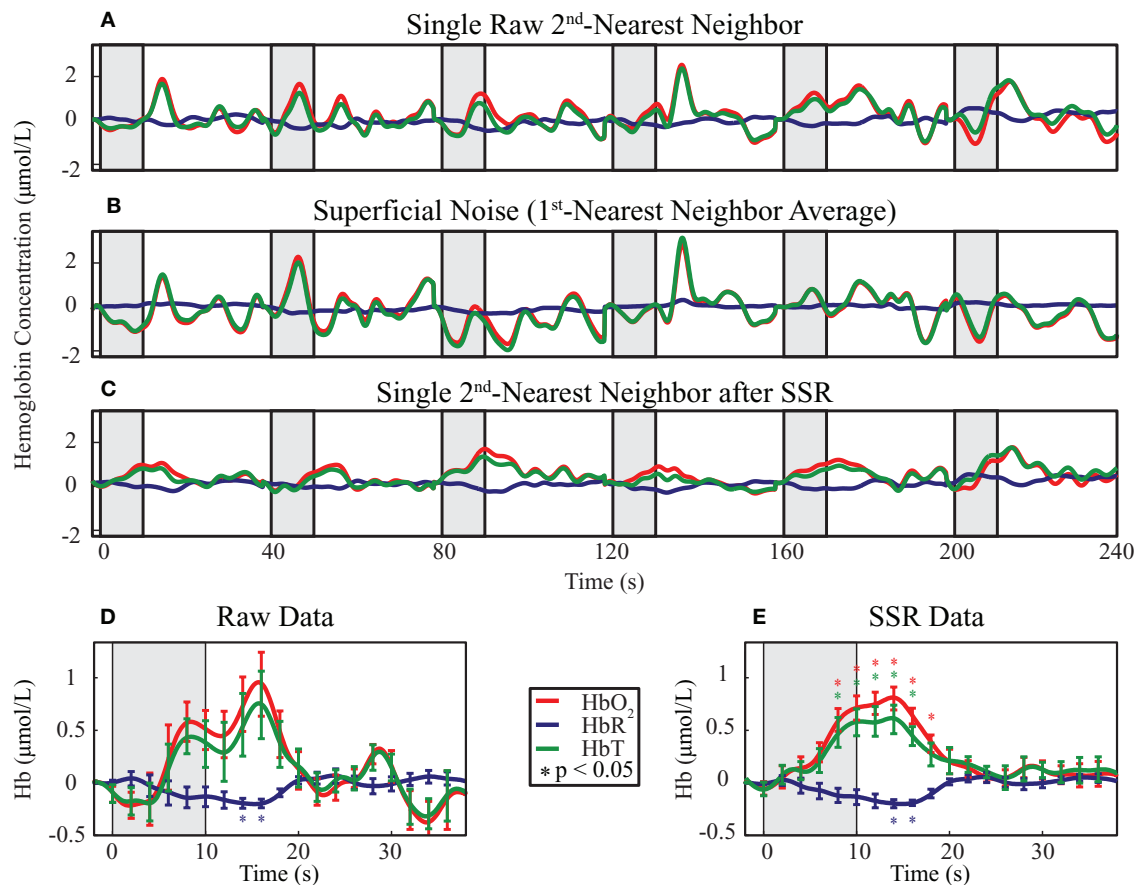 A
Single Raw 2nd-Nearest Neighbor
2
0
-2
B
Superficial Noise (1st-Nearest Neighbor Average)
2
0
-2
C
Single 2nd-Nearest Neighbor after SSR
2
0
-2
Hemoglobin Concentration (μmol/L)
0
40
80
120
160
200
240
Time (s)
D
Raw Data
Hb (μmol/L)
1
0.5
0
-0.5
0
10
20
30
Time (s)
HbO2
HbR
HbT
* p < 0.05
E
SSR Data
Hb (μmol/L)
1
0.5
0
-0.5
* * * * *
* * * * * *
* *
0
10
20
30
Time (s)